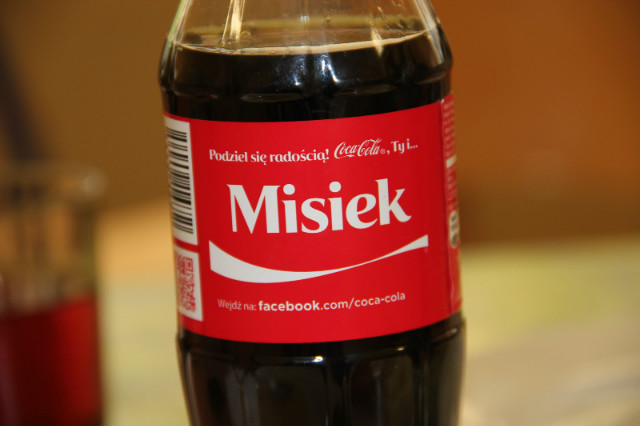 Podziel się radością! Coca-Cola®, Ty i...
Misiek
Wejdź na: facebook.com/coca-cola